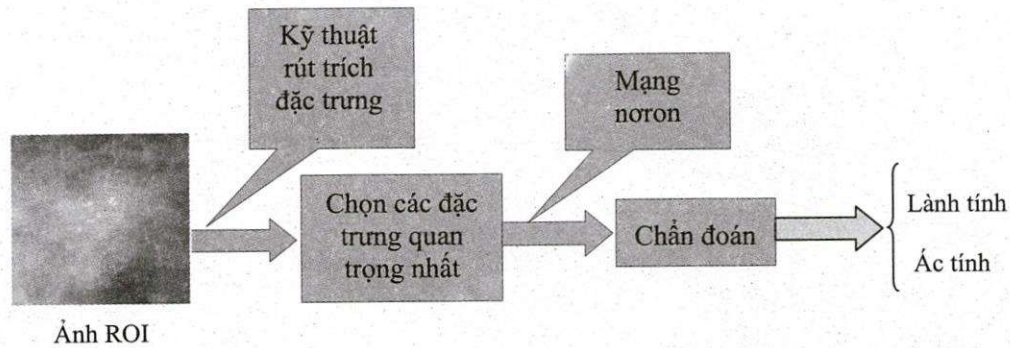 Kỹ thuật
rút trích
đặc trưng
Mạng
nơron
Chọn các đặc
trưng quan
trọng nhất
Chẩn đoán
Lành tính
Ác tính
Ảnh ROI